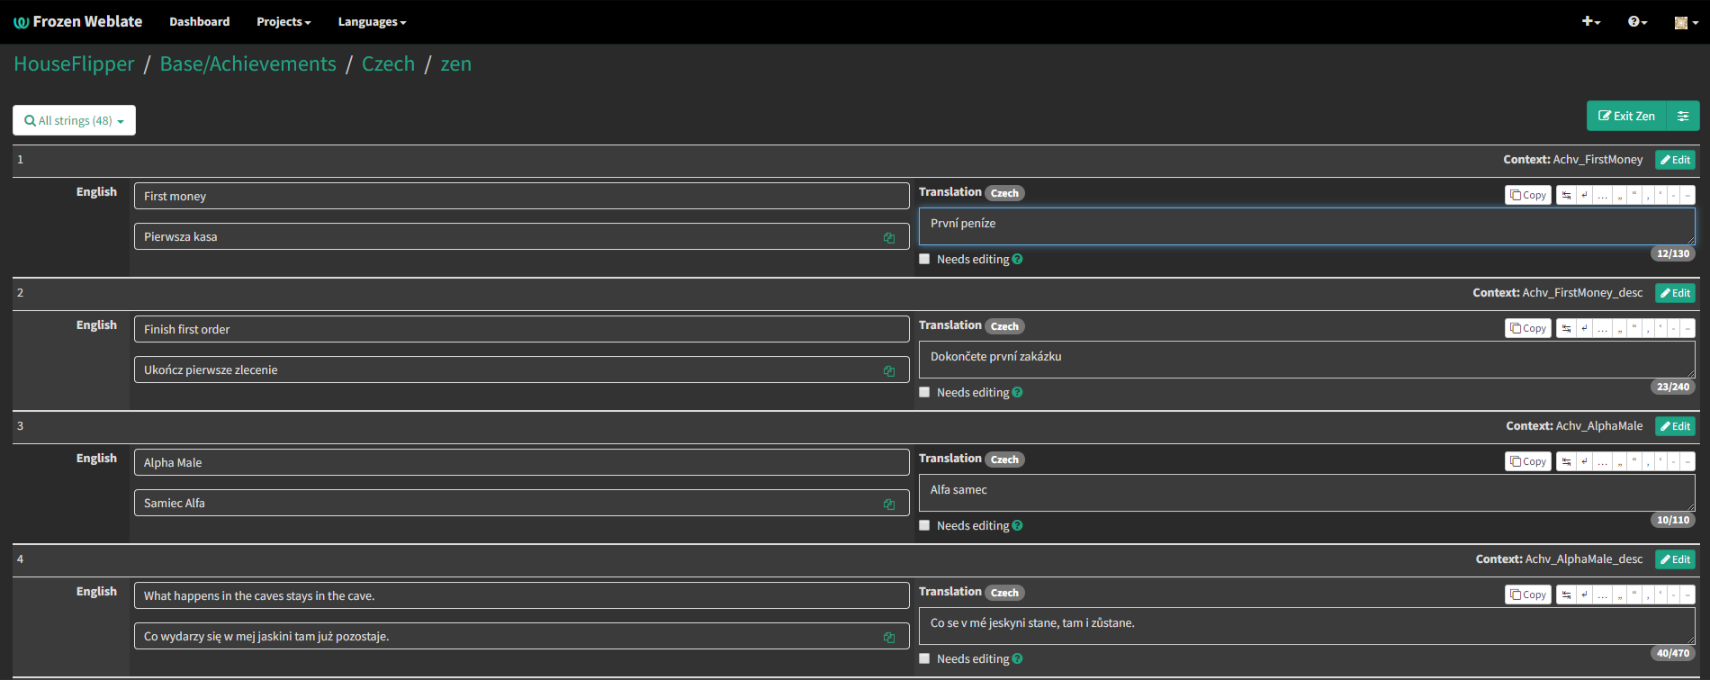 Frozen Weblate Dashboard Projects Languages
HouseFlipper / Base/Achievements / Czech / zen
All strings (48)
Exit Zen
1 Context: Achv_FirstMoney Edit
English First money
Pierwsza kasa
Translation Czech Copy ↹ ↵ … „ “ ‚ ‘ - –
První peníze
Needs editing 12/130
2 Context: Achv_FirstMoney_desc Edit
English Finish first order
Ukończ pierwsze zlecenie
Translation Czech Copy ↹ ↵ … „ “ ‚ ‘ - –
Dokončete první zakázku
Needs editing 23/240
3 Context: Achv_AlphaMale Edit
English Alpha Male
Samiec Alfa
Translation Czech Copy ↹ ↵ … „ “ ‚ ‘ - –
Alfa samec
Needs editing 10/110
4 Context: Achv_AlphaMale_desc Edit
English What happens in the caves stays in the cave.
Co wydarzy się w mej jaskini tam już pozostaje.
Translation Czech Copy ↹ ↵ … „ “ ‚ ‘ - –
Co se v mé jeskyni stane, tam i zůstane.
Needs editing 40/470